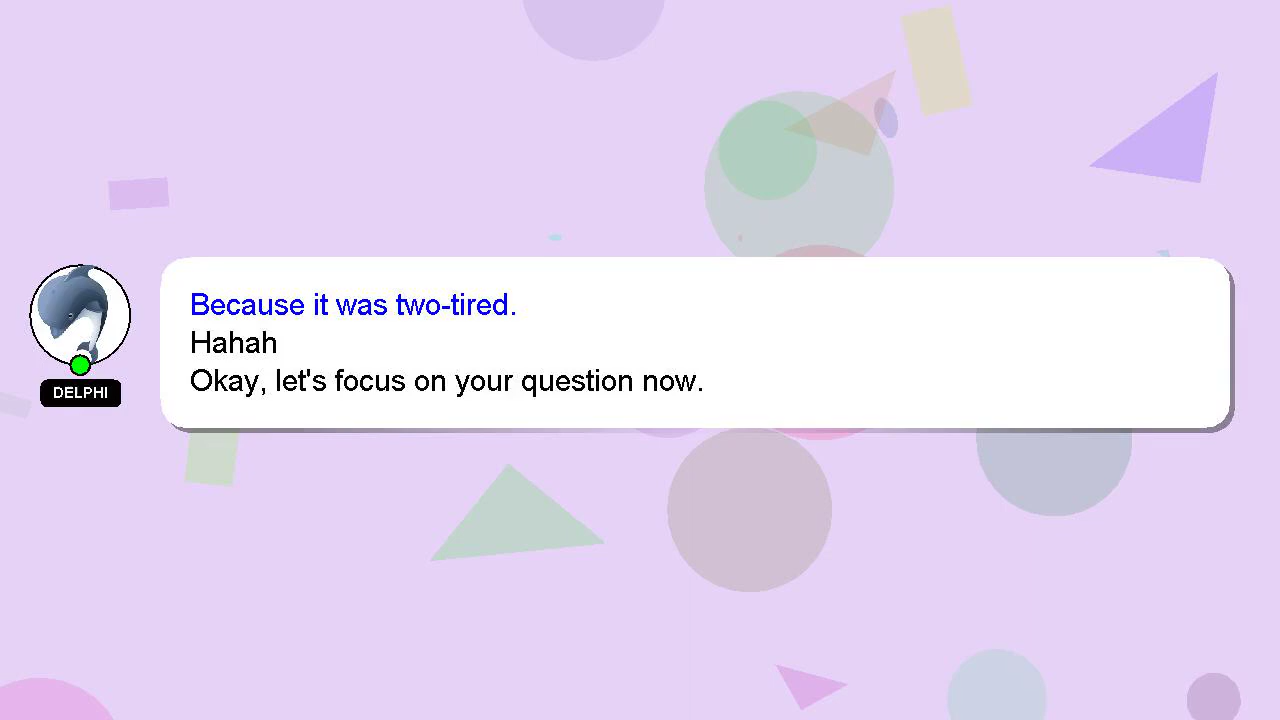 Because it was two-tired.
Hahah
Okay, let's focus on your question now.
DELPHI